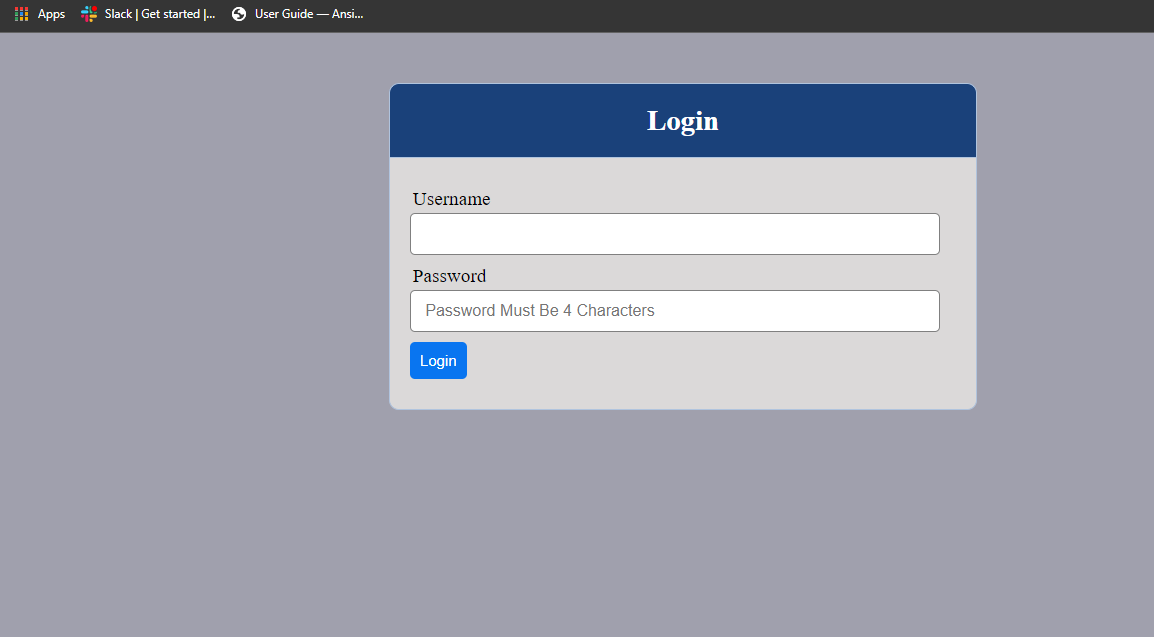 Apps Slack | Get started |... User Guide — Ansi...
Login
Username
Password
Password Must Be 4 Characters
Login